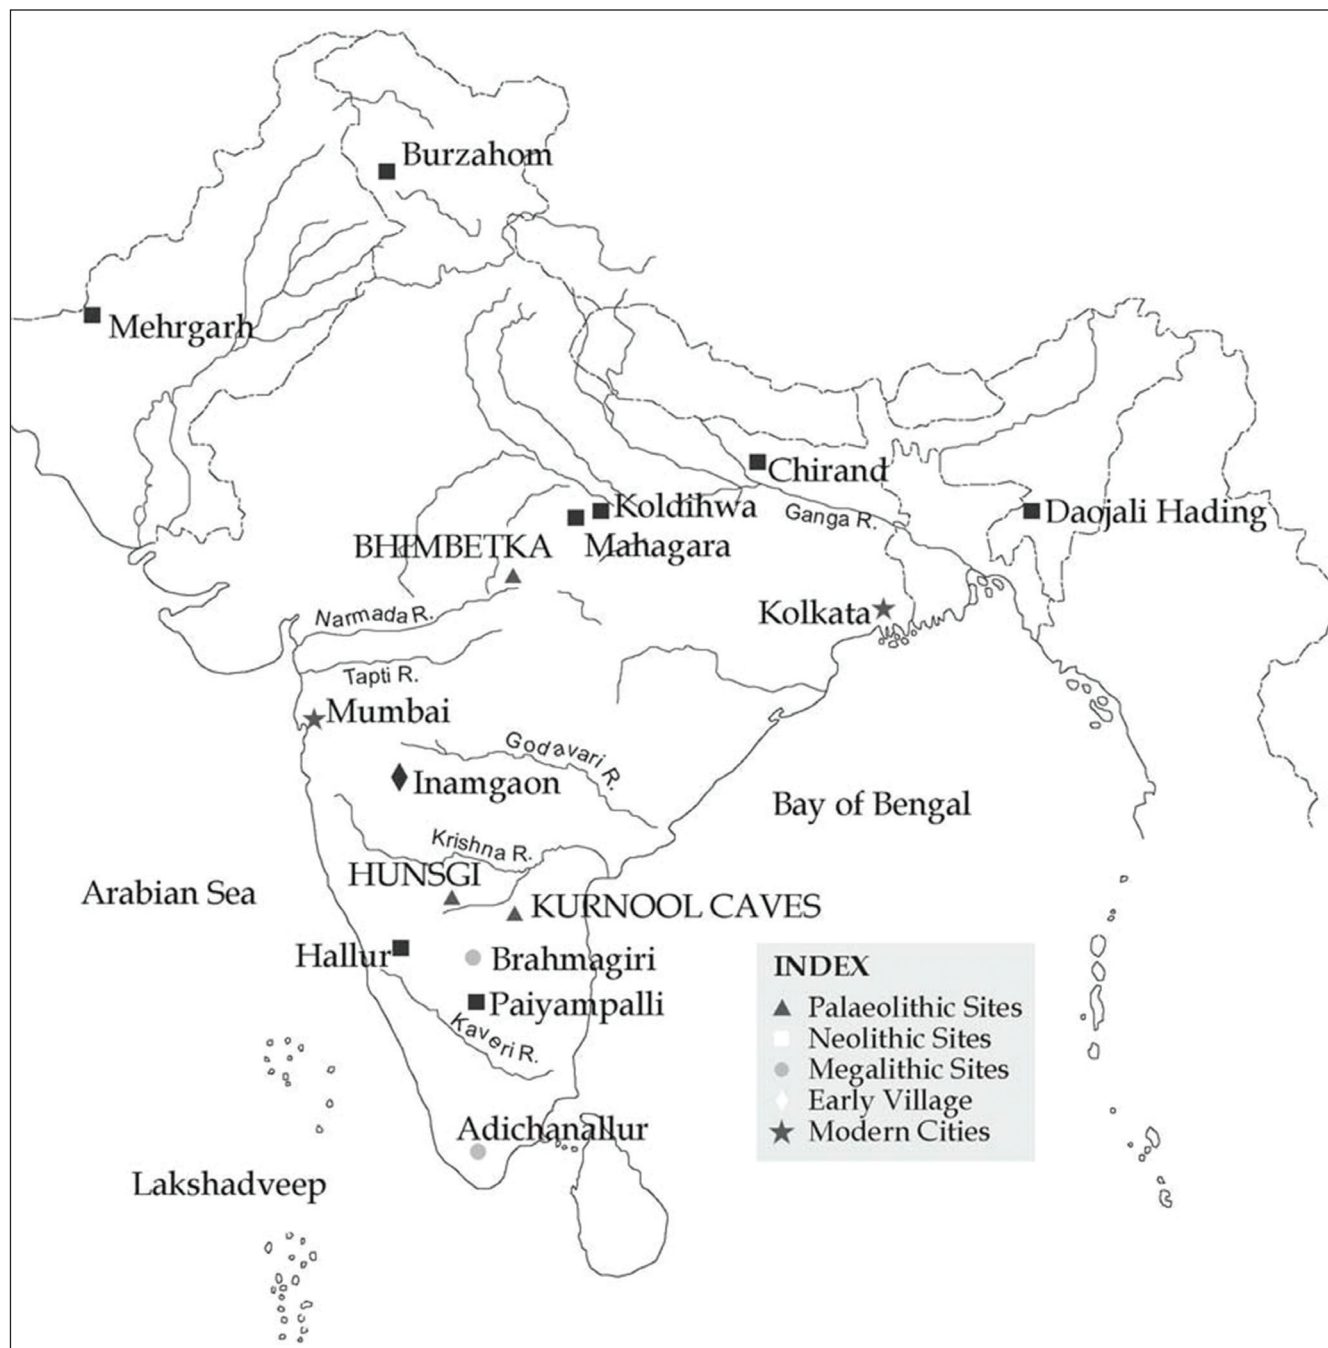 Burzahom
Mehrgarh
Chirand
Koldihwa
Ganga R.
Daojali Hading
BHIMBETKA
Mahagara
Narmada R.
Kolkata
Tapti R.
Mumbai
Godavari R.
Inamgaon
Bay of Bengal
Krishna R.
HUNSGI
Arabian Sea
KURNOOL CAVES
Hallur
Brahmagiri
Paiyampalli
Kaveri R.
Adichanallur
Lakshadveep
INDEX
Palaeolithic Sites
Neolithic Sites
Megalithic Sites
Early Village
Modern Cities